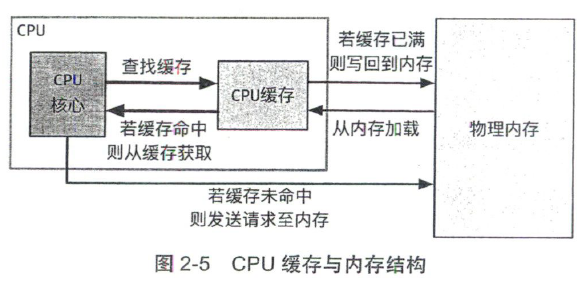 CPU
CPU
核心
查找缓存
若缓存命中
则从缓存获取
CPU缓存
若缓存已满
则写回到内存
从内存加载
物理内存
若缓存未命中
则发送请求至内存
图 2-5 CPU 缓存与内存结构